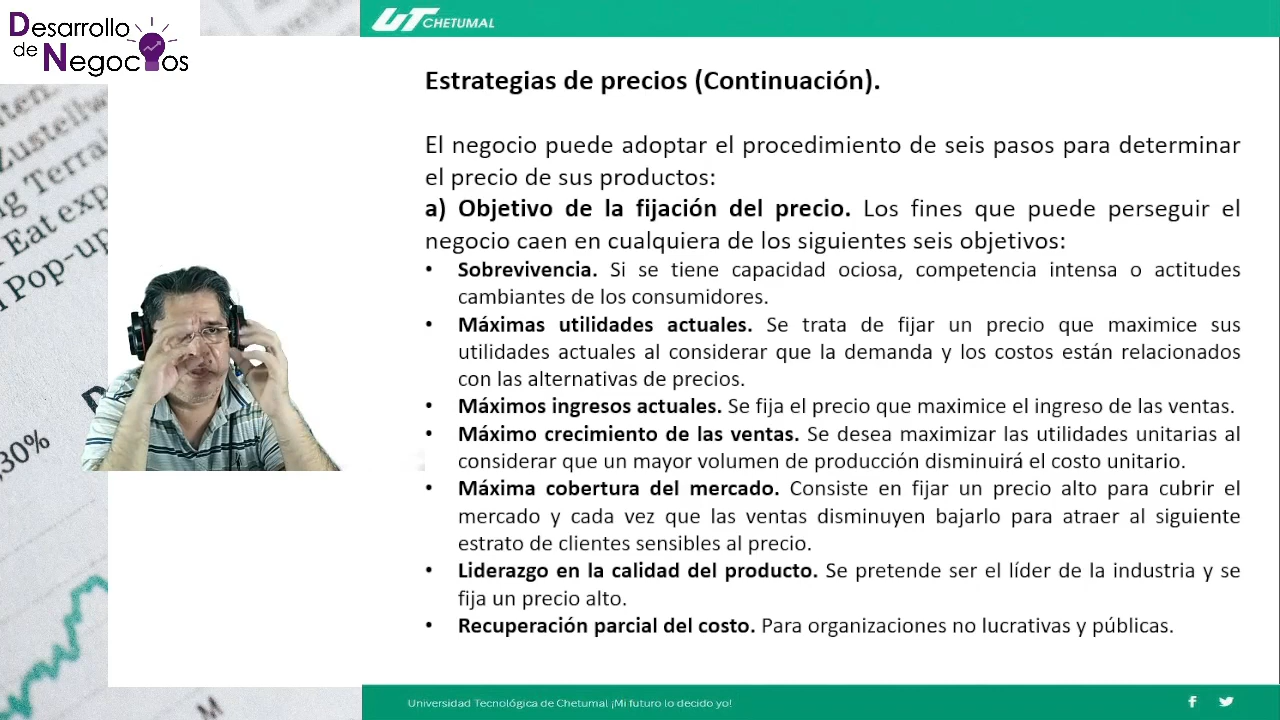 Desarrollo
de Negocios
UT CHETUMAL
Estrategias de precios (Continuación).
El negocio puede adoptar el procedimiento de seis pasos para determinar
el precio de sus productos:
a) Objetivo de la fijación del precio. Los fines que puede perseguir el
negocio caen en cualquiera de los siguientes seis objetivos:
• Sobrevivencia. Si se tiene capacidad ociosa, competencia intensa o actitudes
cambiantes de los consumidores.
• Máximas utilidades actuales. Se trata de fijar un precio que maximice sus
utilidades actuales al considerar que la demanda y los costos están relacionados
con las alternativas de precios.
• Máximos ingresos actuales. Se fija el precio que maximice el ingreso de las ventas.
• Máximo crecimiento de las ventas. Se desea maximizar las utilidades unitarias al
considerar que un mayor volumen de producción disminuirá el costo unitario.
• Máxima cobertura del mercado. Consiste en fijar un precio alto para cubrir el
mercado y cada vez que las ventas disminuyen bajarlo para atraer al siguiente
estrato de clientes sensibles al precio.
• Liderazgo en la calidad del producto. Se pretende ser el líder de la industria y se
fija un precio alto.
• Recuperación parcial del costo. Para organizaciones no lucrativas y públicas.
Zustell
Terra
Eat exp
Pop-up
30%
M
Universidad Tecnológica de Chetumal ¡Mi futuro lo decido yo!